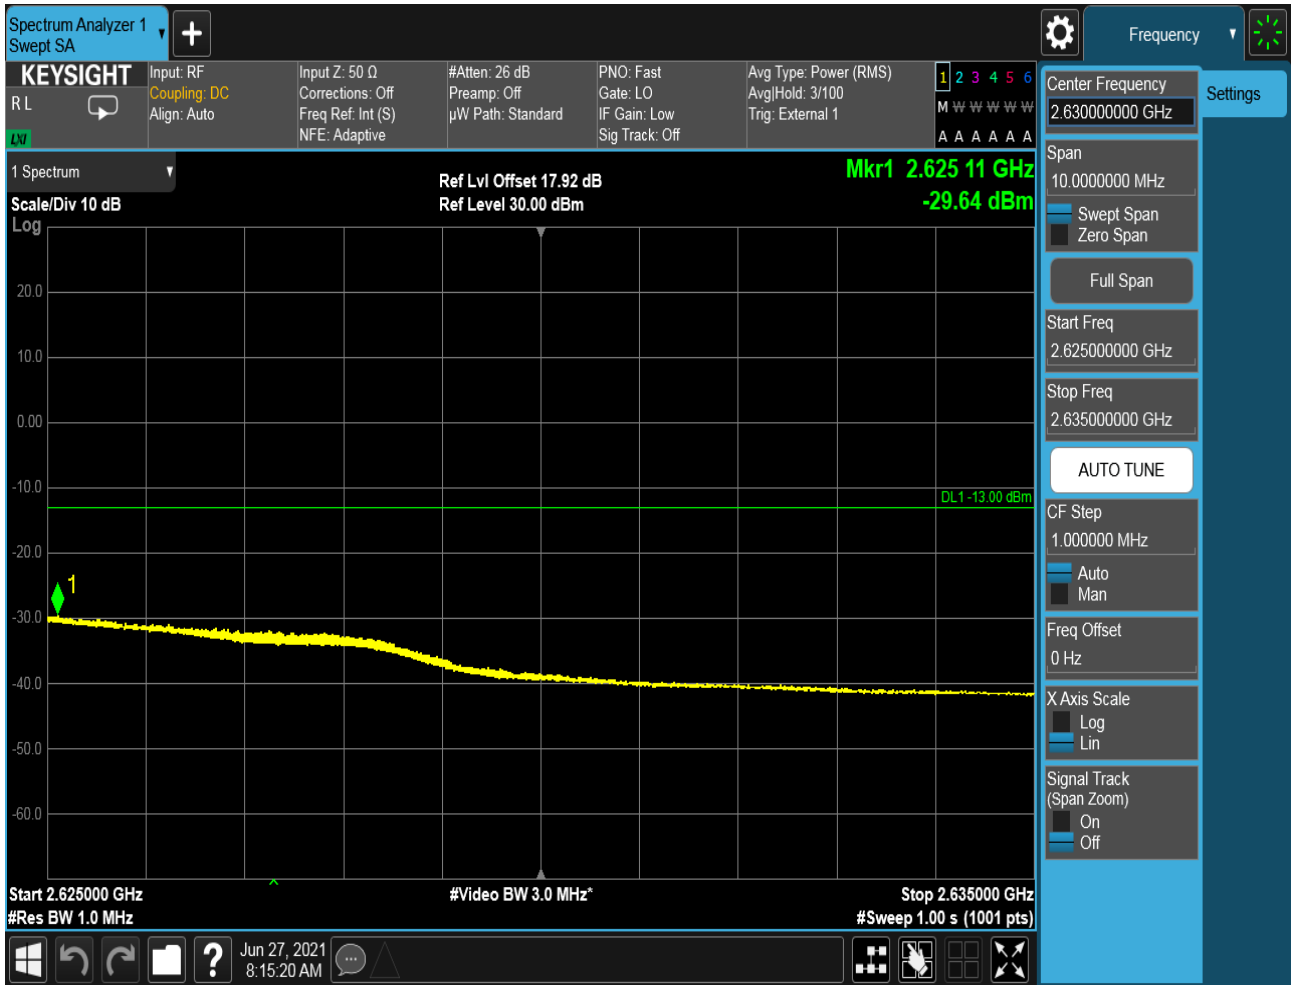 Spectrum Analyzer 1
Swept SA
Frequency
KEYSIGHT
R L
LXI
Input: RF
Coupling: DC
Align: Auto
Input Z: 50 Ω
Corrections: Off
Freq Ref: Int (S)
NFE: Adaptive
#Atten: 26 dB
Preamp: Off
µW Path: Standard
PNO: Fast
Gate: LO
IF Gain: Low
Sig Track: Off
Avg Type: Power (RMS)
Avg|Hold: 3/100
Trig: External 1
1 2 3 4 5 6
M W W W W W
A A A A A A
1 Spectrum
Scale/Div 10 dB
Log
Ref Lvl Offset 17.92 dB
Ref Level 30.00 dBm
Mkr1 2.625 11 GHz
-29.64 dBm
20.0
10.0
0.00
-10.0
-20.0
-30.0
-40.0
-50.0
-60.0
DL1 -13.00 dBm
1
Start 2.625000 GHz
#Res BW 1.0 MHz
#Video BW 3.0 MHz*
Stop 2.635000 GHz
#Sweep 1.00 s (1001 pts)
Center Frequency
2.630000000 GHz
Settings
Span
10.0000000 MHz
Swept Span
Zero Span
Full Span
Start Freq
2.625000000 GHz
Stop Freq
2.635000000 GHz
AUTO TUNE
CF Step
1.000000 MHz
Auto
Man
Freq Offset
0 Hz
X Axis Scale
Log
Lin
Signal Track
(Span Zoom)
On
Off
?
Jun 27, 2021
8:15:20 AM